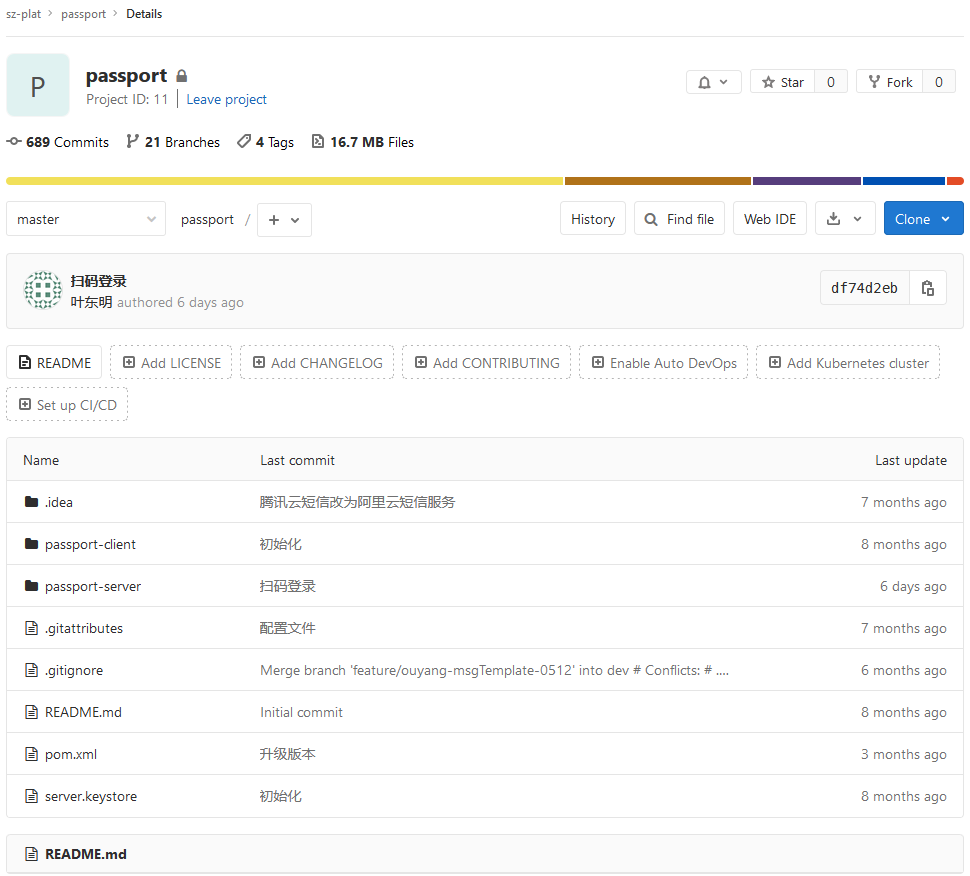 sz-plat > passport > Details
P
passport
Project ID: 11 | Leave project
Star 0
Fork 0
689 Commits 21 Branches 4 Tags 16.7 MB Files
master passport / + History Find file Web IDE Clone
扫码登录
叶东明 authored 6 days ago
df74d2eb
README Add LICENSE Add CHANGELOG Add CONTRIBUTING Enable Auto DevOps Add Kubernetes cluster
Set up CI/CD
Name Last commit Last update
.idea 腾讯云短信改为阿里云短信服务 7 months ago
passport-client 初始化 8 months ago
passport-server 扫码登录 6 days ago
.gitattributes 配置文件 7 months ago
.gitignore Merge branch 'feature/ouyang-msgTemplate-0512' into dev # Conflicts: # .... 6 months ago
README.md Initial commit 8 months ago
pom.xml 升级版本 3 months ago
server.keystore 初始化 8 months ago
README.md